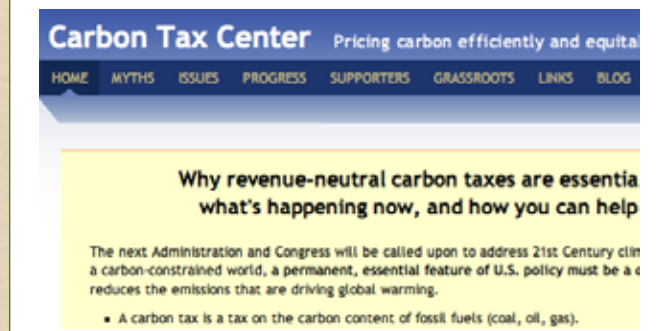 Carbon Tax Center Pricing carbon efficiently and equita
HOME MYTHS ISSUES PROGRESS SUPPORTERS GRASSROOTS LINKS BLOG
Why revenue-neutral carbon taxes are essentia
what's happening now, and how you can help
The next Administration and Congress will be called upon to address 21st Century clim
a carbon-constrained world, a permanent, essential feature of U.S. policy must be a c
reduces the emissions that are driving global warming.
▪ A carbon tax is a tax on the carbon content of fossil fuels (coal, oil, gas).